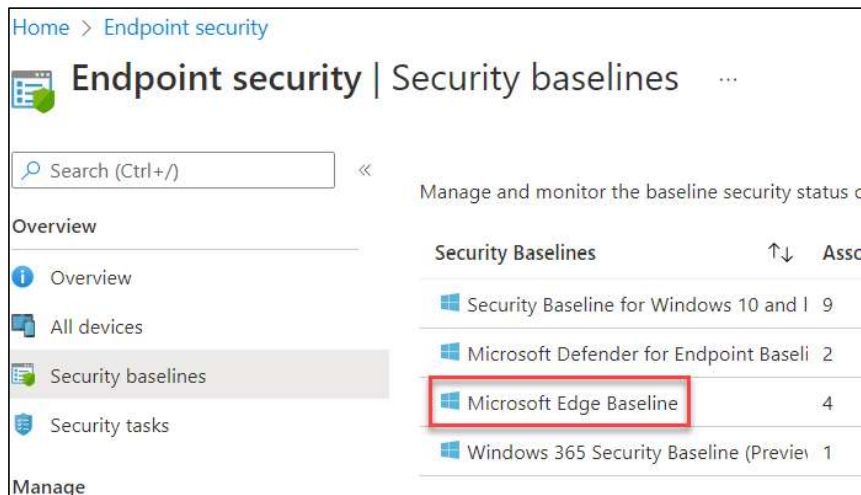 Home > Endpoint security
Endpoint security | Security baselines ...
Search (Ctrl+/) «
Manage and monitor the baseline security status
Overview
Overview
All devices
Security baselines
Security tasks
Manage
Security Baselines ↑↓ Asso
Security Baseline for Windows 10 and l 9
Microsoft Defender for Endpoint Baseli 2
Microsoft Edge Baseline 4
Windows 365 Security Baseline (Previe 1